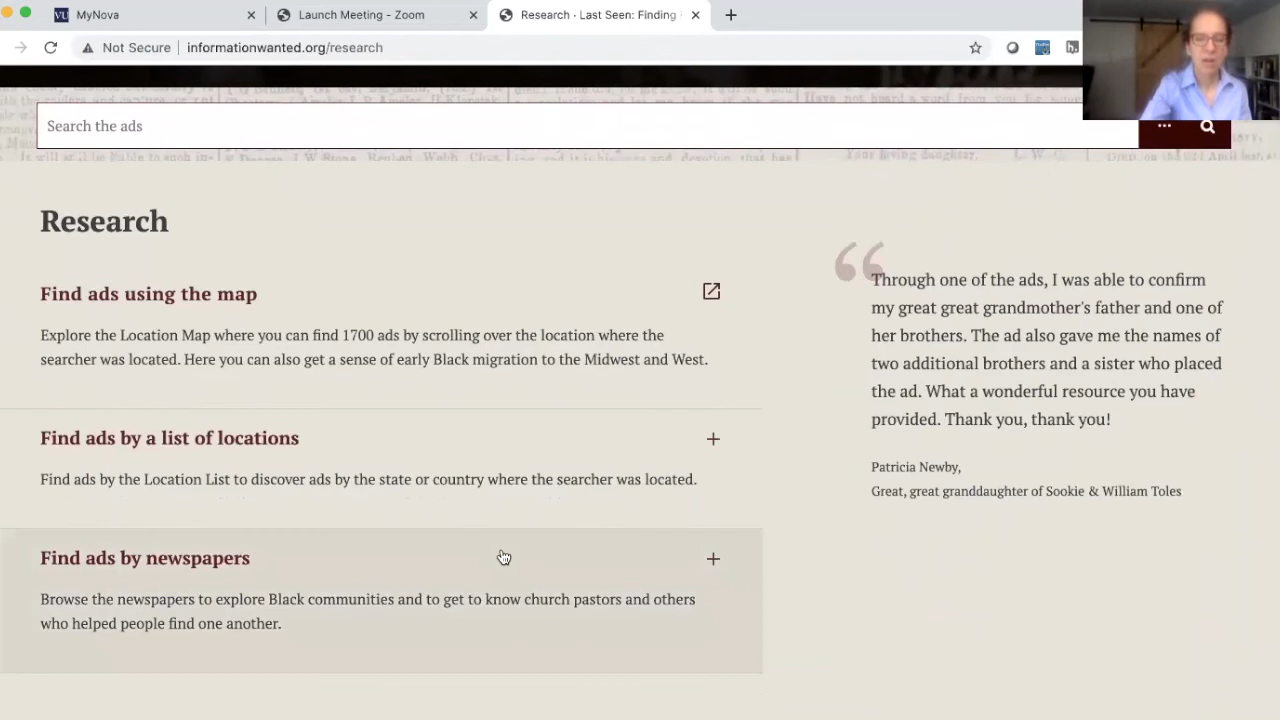 VU MyNova
Launch Meeting - Zoom
Research · Last Seen: Finding
Not Secure
informationwanted.org/research
Search the ads
Research
Find ads using the map
Explore the Location Map where you can find 1700 ads by scrolling over the location where the
searcher was located. Here you can also get a sense of early Black migration to the Midwest and West.
Find ads by a list of locations
Find ads by the Location List to discover ads by the state or country where the searcher was located.
Find ads by newspapers
Browse the newspapers to explore Black communities and to get to know church pastors and others
who helped people find one another.
“
Through one of the ads, I was able to confirm
my great great grandmother's father and one of
her brothers. The ad also gave me the names of
two additional brothers and a sister who placed
the ad. What a wonderful resource you have
provided. Thank you, thank you!
Patricia Newby,
Great, great granddaughter of Sookie & William Toles